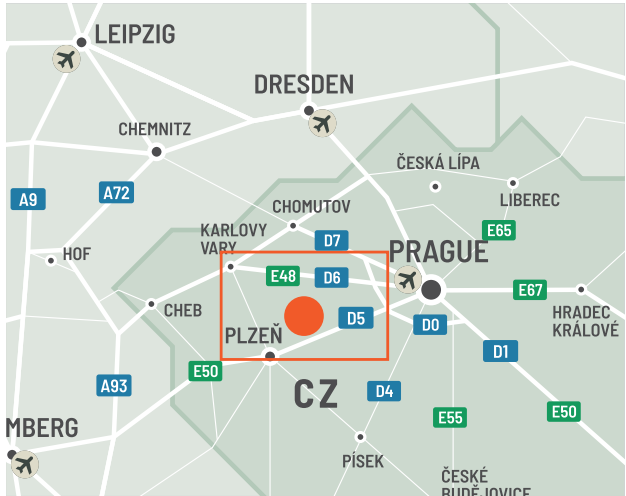 LEIPZIG
DRESDEN
CHEMNITZ
ČESKÁ LÍPA
A9
A72
LIBEREC
CHOMUTOV
KARLOVY
VARY
D7
E65
PRAGUE
HOF
E48
D6
E67
CHEB
D5
D0
HRADEC
KRÁLOVÉ
PLZEŇ
D1
E50
A93
CZ
D4
E55
E50
MBERG
PÍSEK
ČESKÉ
BUDĚJOVICE